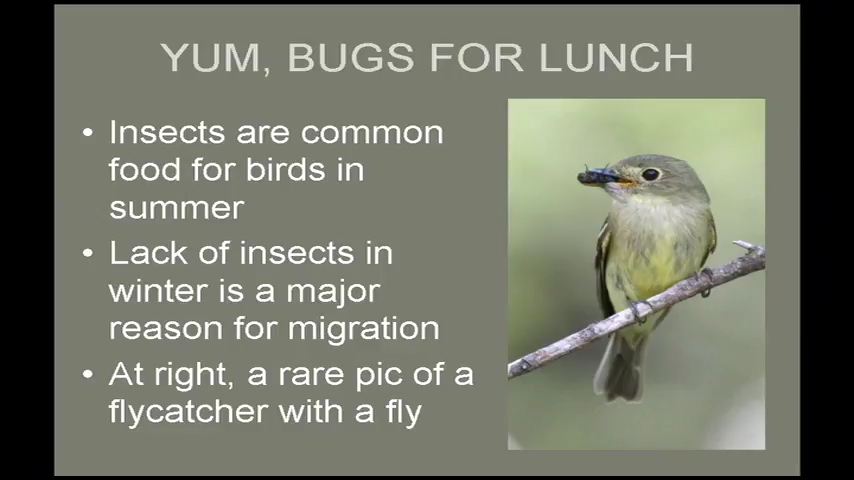 YUM, BUGS FOR LUNCH
• Insects are common
food for birds in
summer
• Lack of insects in
winter is a major
reason for migration
• At right, a rare pic of a
flycatcher with a fly